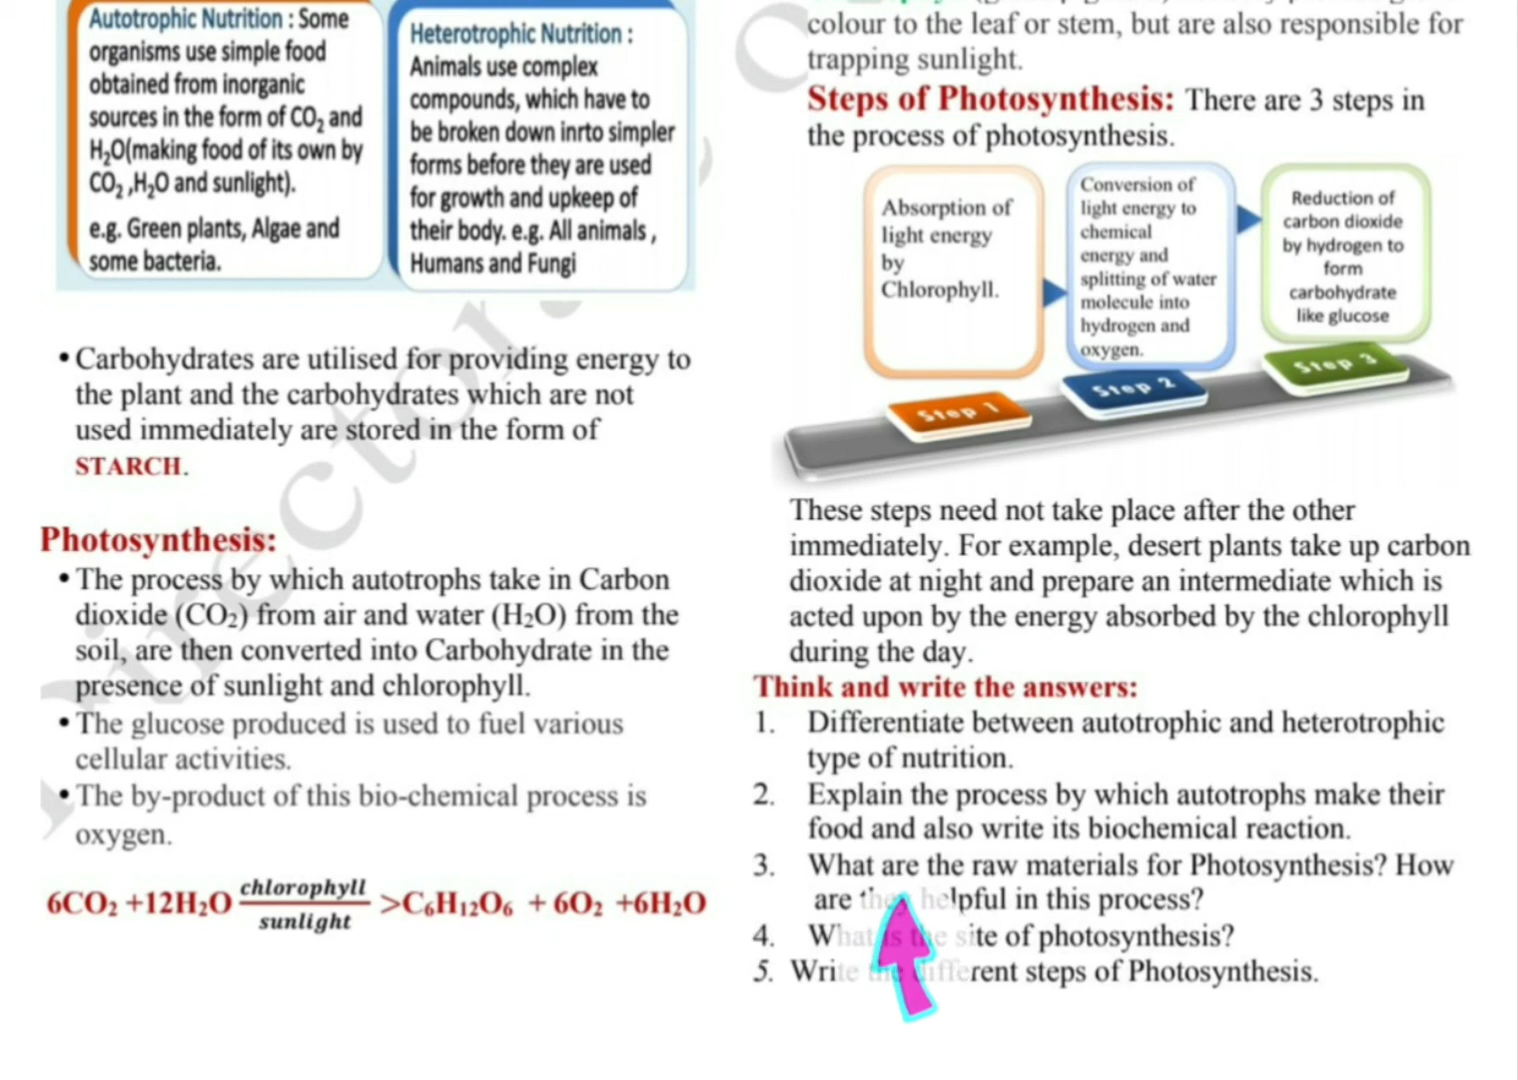 Autotrophic Nutrition : Some
organisms use simple food
obtained from inorganic
sources in the form of CO₂ and
H₂O(making food of its own by
CO₂ ,H₂O and sunlight).
e.g. Green plants, Algae and
some bacteria.
Heterotrophic Nutrition :
Animals use complex
compounds, which have to
be broken down inrto simpler
forms before they are used
for growth and upkeep of
their body. e.g. All animals ,
Humans and Fungi
• Carbohydrates are utilised for providing energy to
the plant and the carbohydrates which are not
used immediately are stored in the form of
STARCH.
Photosynthesis:
• The process by which autotrophs take in Carbon
dioxide (CO₂) from air and water (H₂O) from the
soil, are then converted into Carbohydrate in the
presence of sunlight and chlorophyll.
• The glucose produced is used to fuel various
cellular activities.
• The by-product of this bio-chemical process is
oxygen.
chlorophyll
6CO₂ +12H₂O >C₆H₁₂O₆ + 6O₂ +6H₂O
sunlight
colour to the leaf or stem, but are also responsible for
trapping sunlight.
Steps of Photosynthesis: There are 3 steps in
the process of photosynthesis.
Absorption of
light energy
by
Chlorophyll.
Step 1
Conversion of
light energy to
chemical
energy and
splitting of water
molecule into
hydrogen and
oxygen.
Step 2
Reduction of
carbon dioxide
by hydrogen to
form
carbohydrate
like glucose
Step 3
These steps need not take place after the other
immediately. For example, desert plants take up carbon
dioxide at night and prepare an intermediate which is
acted upon by the energy absorbed by the chlorophyll
during the day.
Think and write the answers:
1. Differentiate between autotrophic and heterotrophic
type of nutrition.
2. Explain the process by which autotrophs make their
food and also write its biochemical reaction.
3. What are the raw materials for Photosynthesis? How
are they helpful in this process?
4. What is the site of photosynthesis?
5. Write the different steps of Photosynthesis.